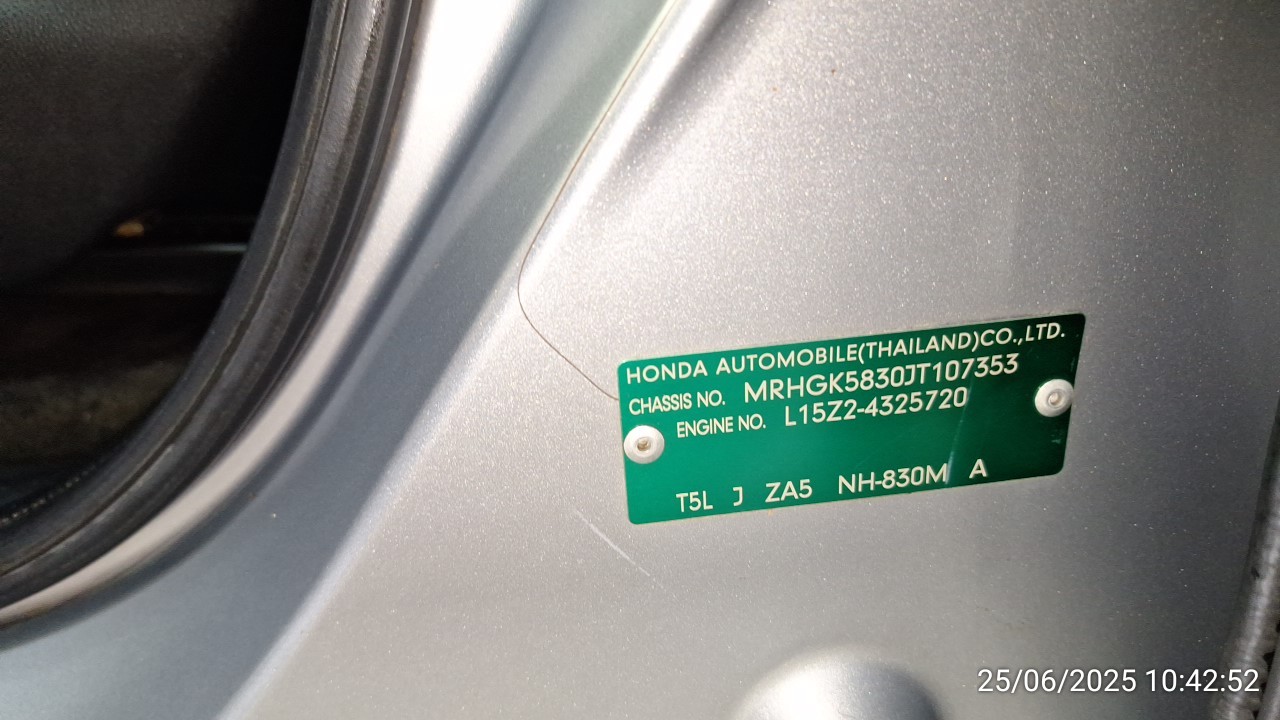 HONDA AUTOMOBILE(THAILAND)CO.,LTD.
CHASSIS NO. MRHGK5830JT107353
ENGINE NO. L15Z2-4325720
T5L J ZA5 NH-830M A
25/06/2025 10:42:52